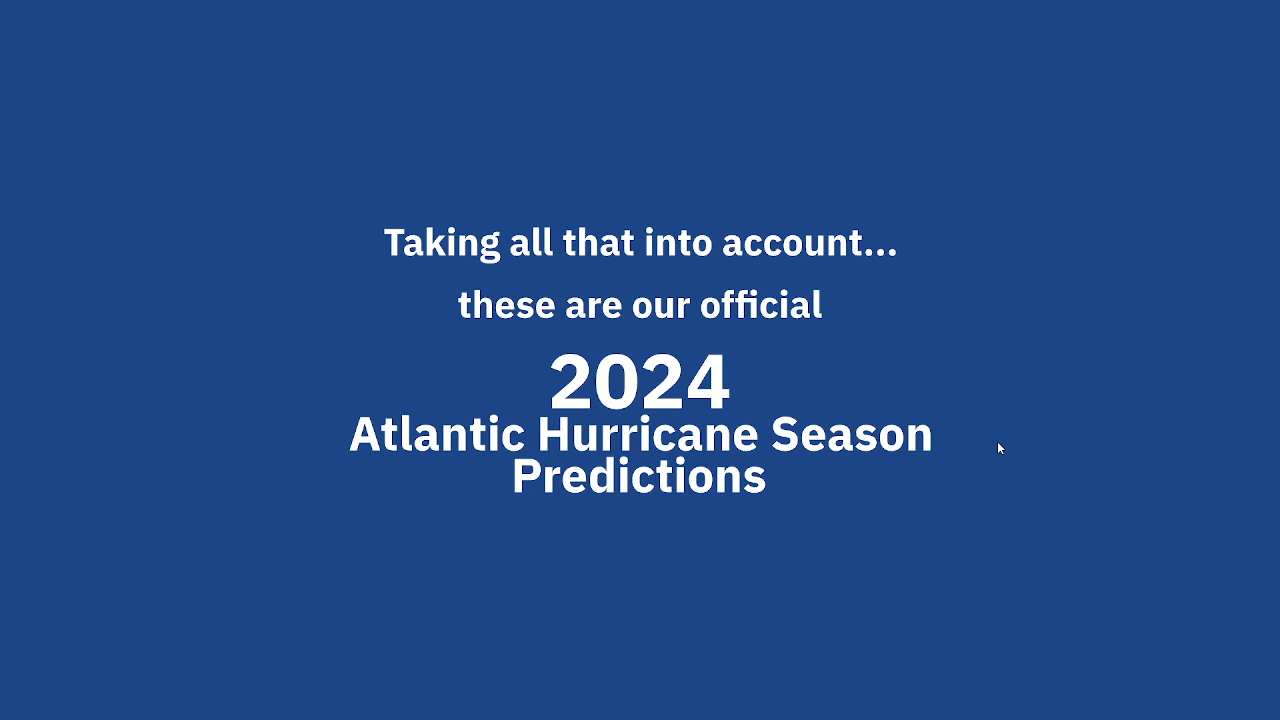 Taking all that into account...
these are our official
2024
Atlantic Hurricane Season
Predictions